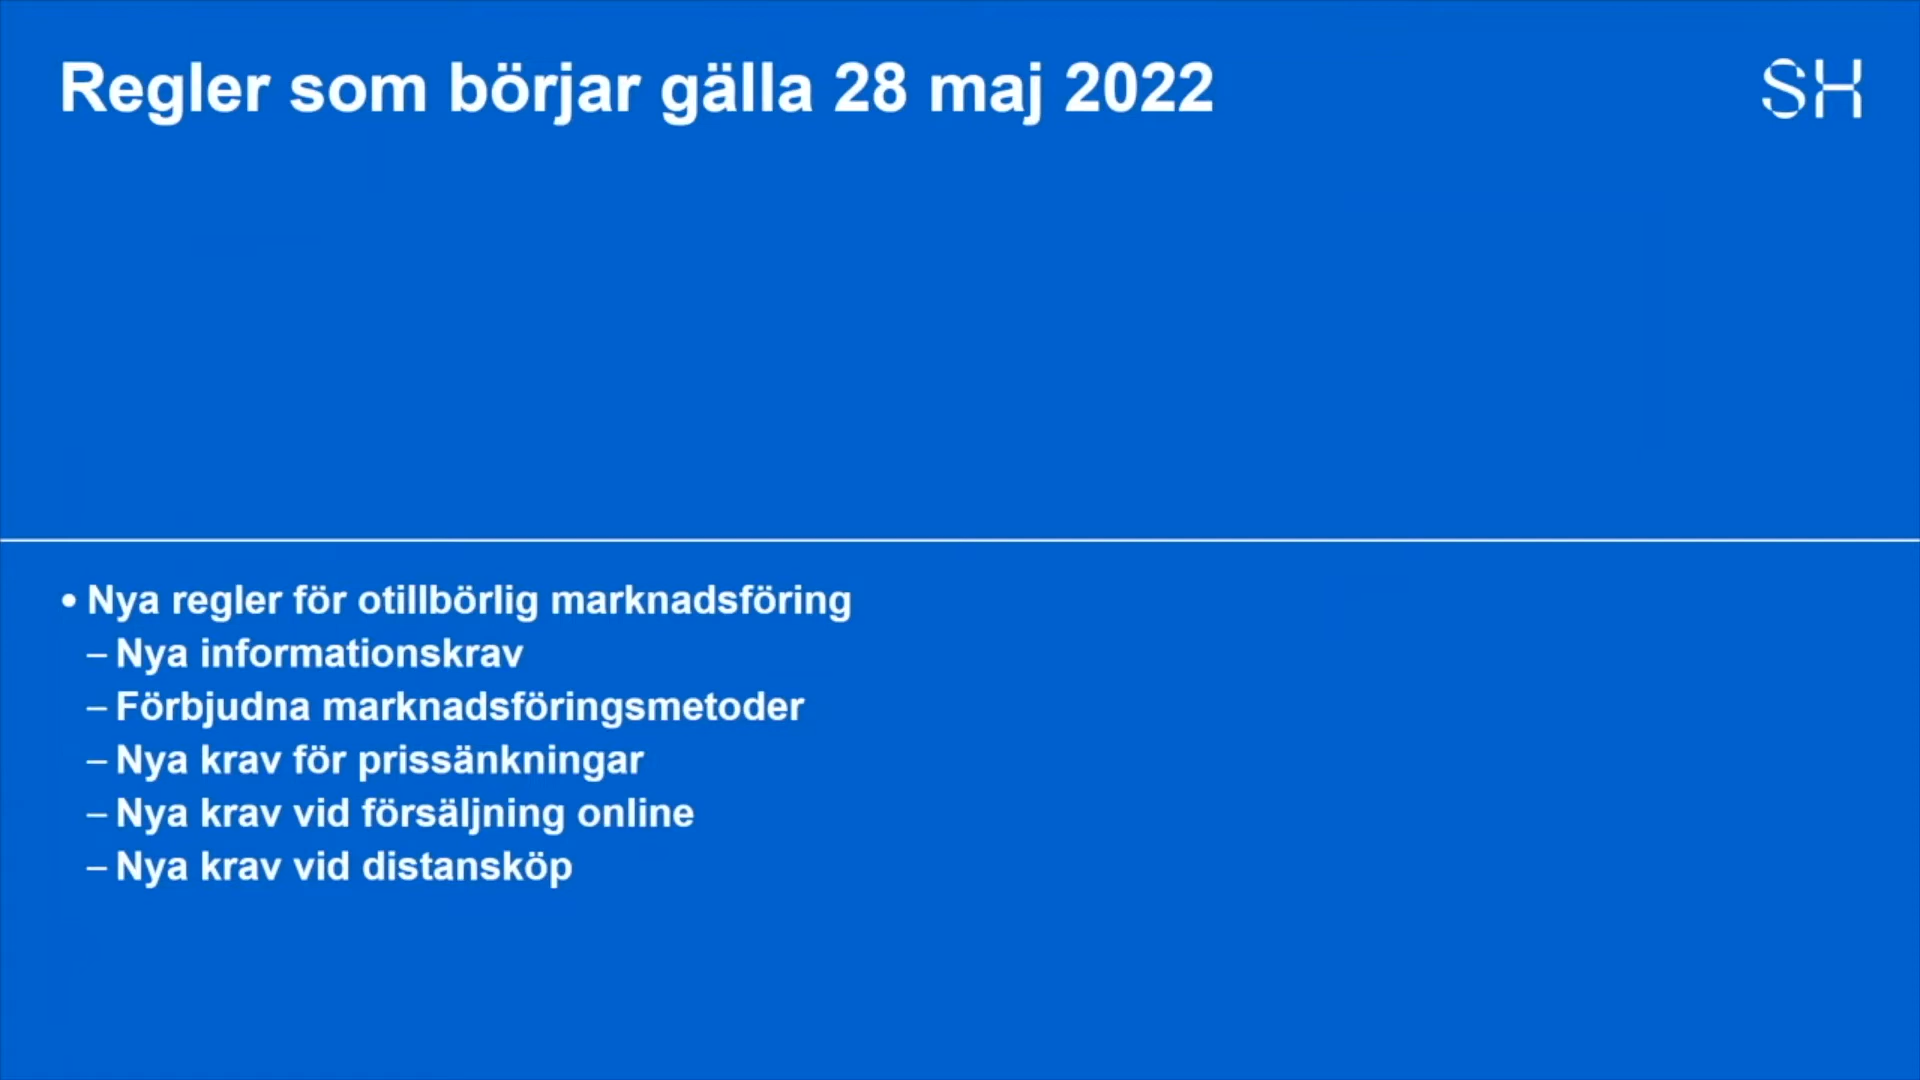 Regler som börjar gälla 28 maj 2022
SH
• Nya regler för otillbörlig marknadsföring
– Nya informationskrav
– Förbjudna marknadsföringsmetoder
– Nya krav för prissänkningar
– Nya krav vid försäljning online
– Nya krav vid distansköp